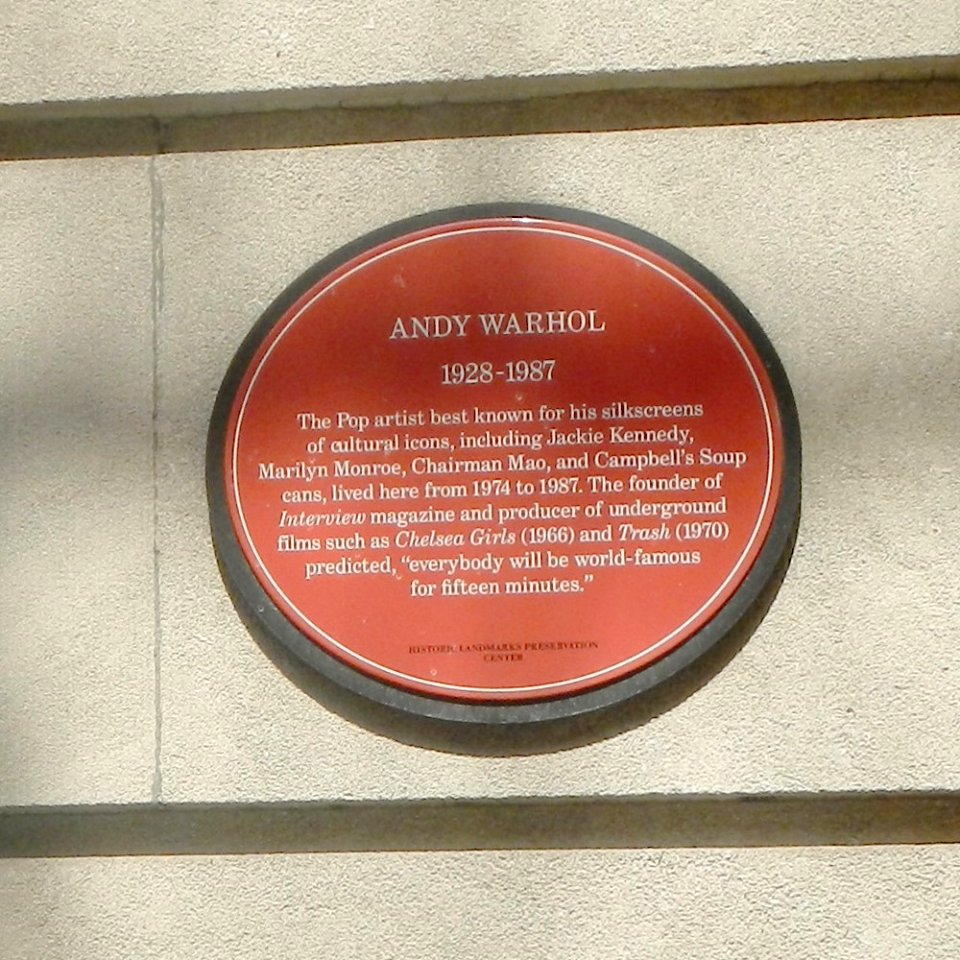 ANDY WARHOL
1928-1987
The Pop artist best known for his silkscreens
of cultural icons, including Jackie Kennedy,
Marilyn Monroe, Chairman Mao, and Campbell's Soup
cans, lived here from 1974 to 1987. The founder of
Interview magazine and producer of underground
films such as Chelsea Girls (1966) and Trash (1970)
predicted, "everybody will be world-famous
for fifteen minutes."
HISTORIC LANDMARKS PRESERVATION
CENTER